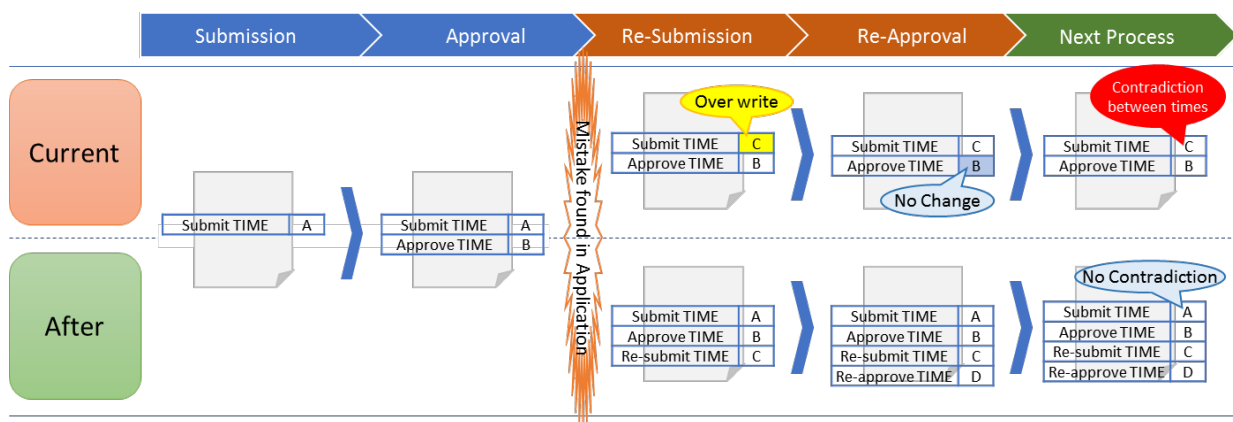 Submission
Approval
Re-Submission
Re-Approval
Next Process
Current
Submit TIME A
Submit TIME A
Approve TIME B
Mistake found in Application
Over write
Submit TIME C
Approve TIME B
Submit TIME C
Approve TIME B
No Change
Contradiction
between times
Submit TIME C
Approve TIME B
After
Submit TIME A
Approve TIME B
Re-submit TIME C
Submit TIME A
Approve TIME B
Re-submit TIME C
Re-approve TIME D
No Contradiction
Submit TIME A
Approve TIME B
Re-submit TIME C
Re-approve TIME D